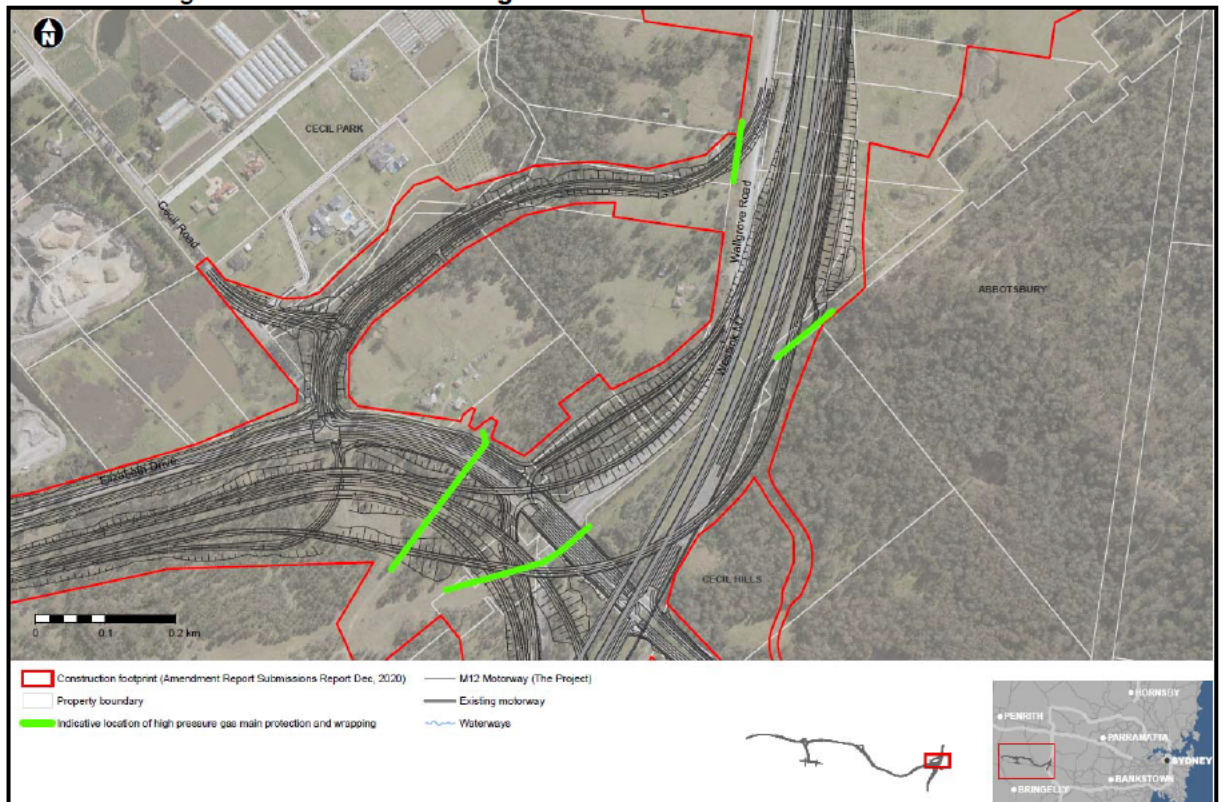 N
CECIL PARK
Cecil Road
Wallgrove Road
ABBOTSBURY
Westlink M7
Elizabeth Drive
CECIL HILLS
0 0.1 0.2 km
Construction footprint (Amendment Report Submissions Report Dec, 2020)
Property boundary
Indicative location of high pressure gas main protection and wrapping
M12 Motorway (The Project)
Existing motorway
Waterways
HORNSBY
PENRITH
PARRAMATTA
SYDNEY
BANKSTOWN
BRINGELLY